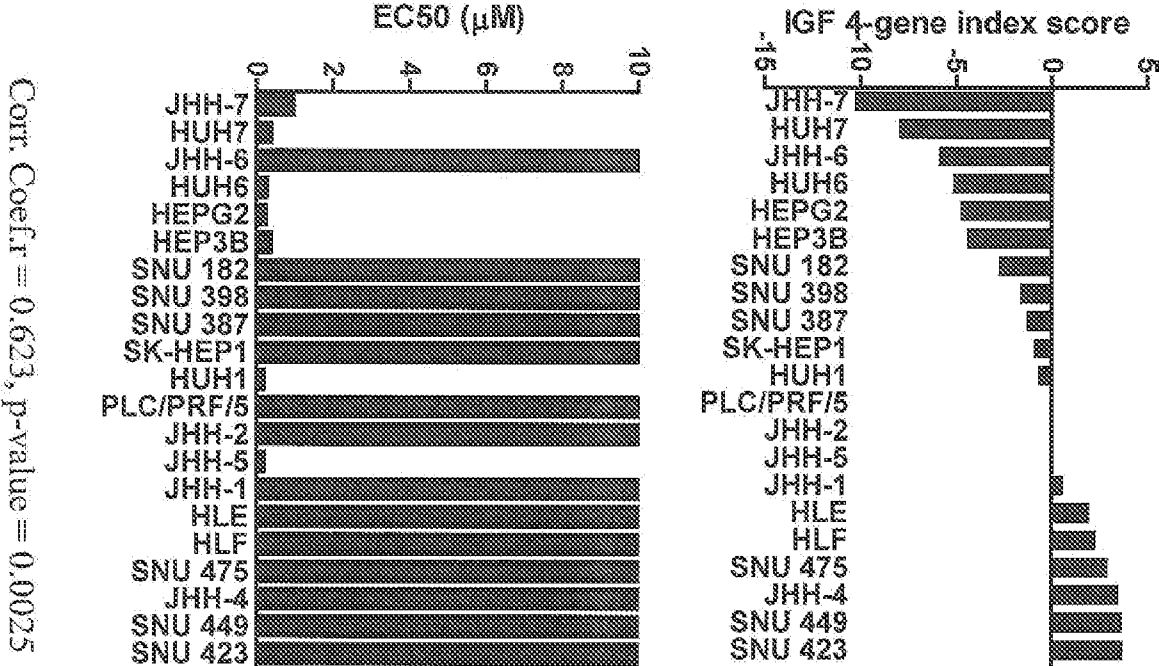 EC50 (µM)
0 2 4 6 8 10
JHH-7
HUH7
JHH-6
HUH6
HEPG2
HEP3B
SNU 182
SNU 398
SNU 387
SK-HEP1
HUH1
PLC/PRF/5
JHH-2
JHH-5
JHH-1
HLE
HLF
SNU 475
JHH-4
SNU 449
SNU 423
IGF 4-gene index score
-15 -10 -5 0 5
JHH-7
HUH7
JHH-6
HUH6
HEPG2
HEP3B
SNU 182
SNU 398
SNU 387
SK-HEP1
HUH1
PLC/PRF/5
JHH-2
JHH-5
JHH-1
HLE
HLF
SNU 475
JHH-4
SNU 449
SNU 423
Corr. Coef.r = 0.623, p-value = 0.0025